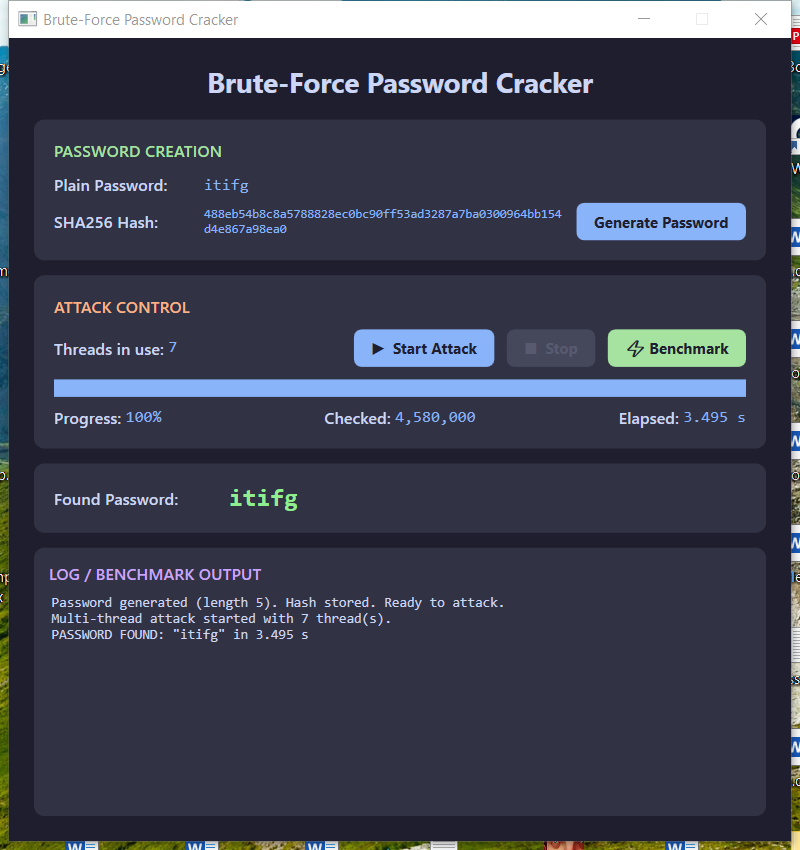 Brute-Force Password Cracker
Brute-Force Password Cracker
PASSWORD CREATION
Plain Password: itifg
SHA256 Hash: 488eb54b8c8a5788828ec0bc90ff53ad3287a7ba0300964bb154
d4e867a98ea0
Generate Password
ATTACK CONTROL
Threads in use: 7
Start Attack
Stop
Benchmark
Progress: 100% Checked: 4,580,000 Elapsed: 3.495 s
Found Password: itifg
LOG / BENCHMARK OUTPUT
Password generated (length 5). Hash stored. Ready to attack.
Multi-thread attack started with 7 thread(s).
PASSWORD FOUND: "itifg" in 3.495 s